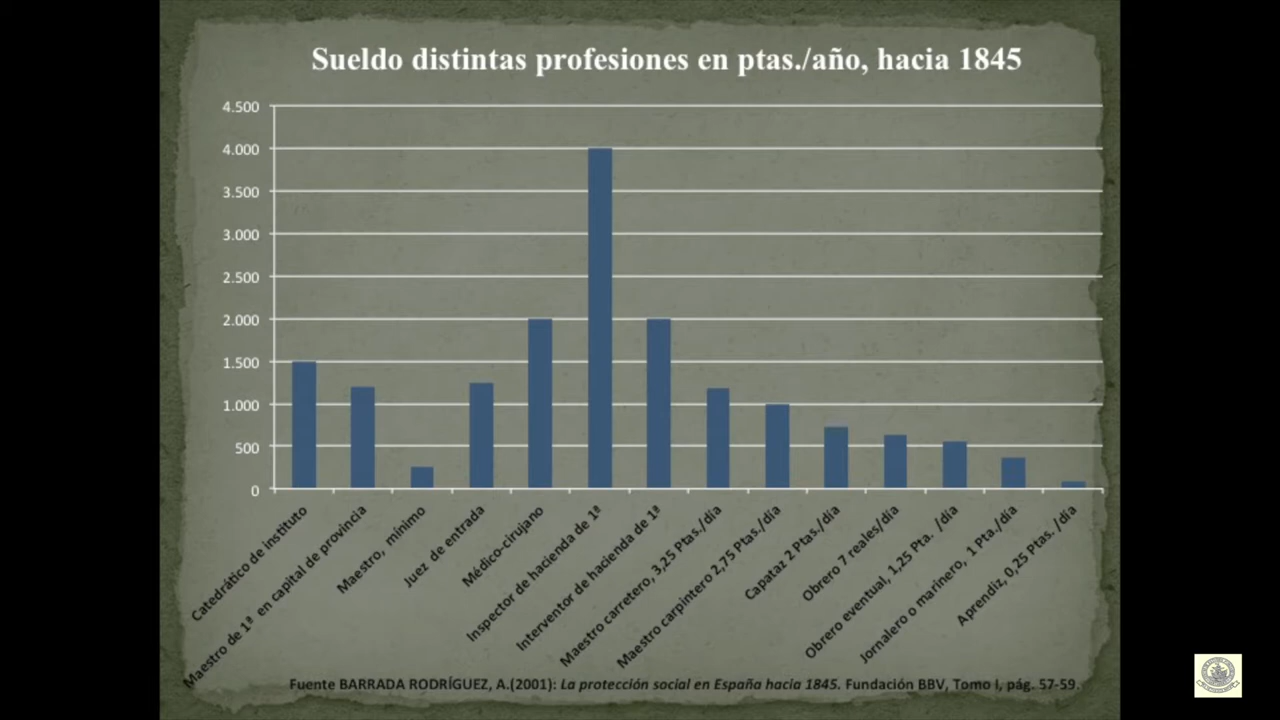 Sueldo distintas profesiones en ptas./año, hacia 1845
4.500
4.000
3.500
3.000
2.500
2.000
1.500
1.000
500
0
Catedrático de instituto
Maestro de 1ª en capital de provincia
Maestro, mínimo
Juez de entrada
Médico-cirujano
Inspector de hacienda de 1ª
Interventor de hacienda de 1ª
Maestro carretero, 3,25 Ptas./día
Maestro carpintero 2,75 Ptas./día
Capataz 2 Ptas./día
Obrero 7 reales/día
Obrero eventual, 1,25 Pta. /día
Jornalero o marinero, 1 Pta./día
Aprendiz, 0,25 Ptas. /día
Fuente BARRADA RODRÍGUEZ, A.(2001): La protección social en España hacia 1845. Fundación BBV, Tomo I, pág. 57-59.